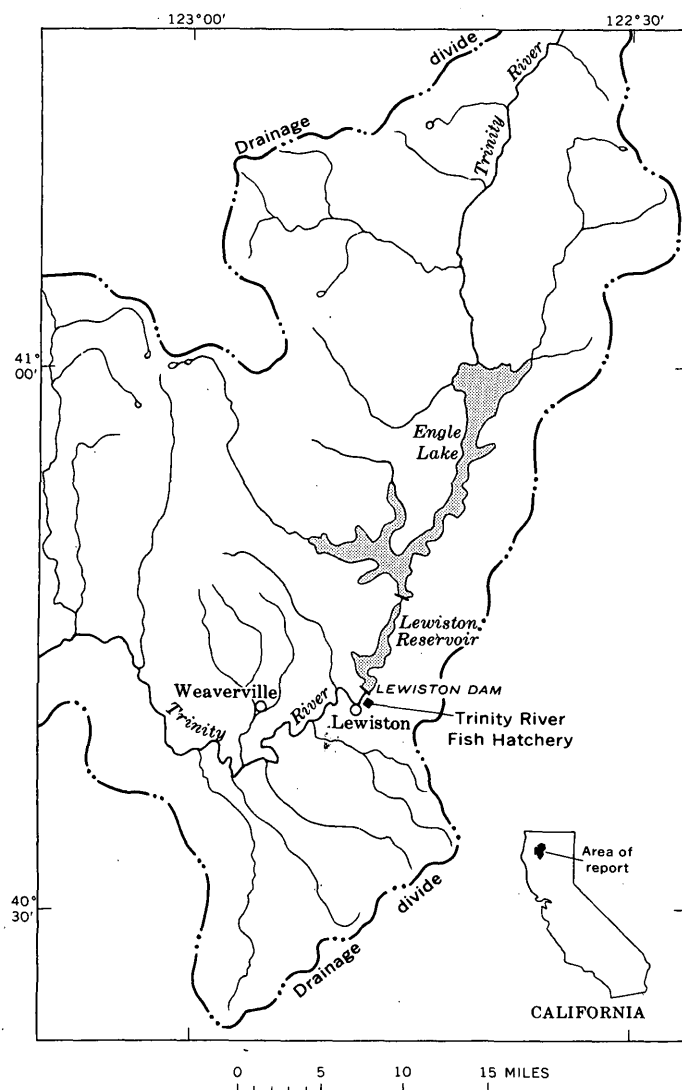 123°00'
122°30'
divide
River
Drainage
Trinity
41°
00'
Engle
Lake
Lewiston
Reservoir
LEWISTON DAM
Weaverville
River
Lewiston
Trinity
Trinity River
Fish Hatchery
Area of
report
40°
30'
divide
Drainage
CALIFORNIA
0 5 10 15 MILES